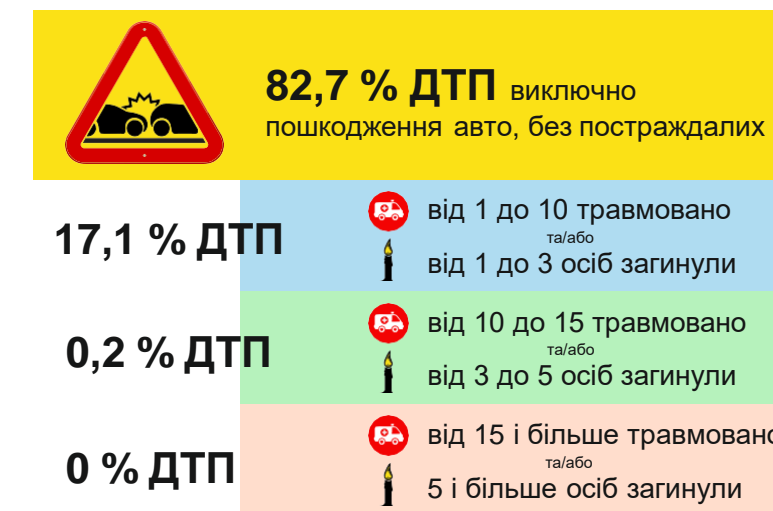 82,7 % ДТП виключно
пошкодження авто, без постраждалих
17,1 % ДТП
від 1 до 10 травмовано
та/або
від 1 до 3 осіб загинули
0,2 % ДТП
від 10 до 15 травмовано
та/або
від 3 до 5 осіб загинули
0 % ДТП
від 15 і більше травмовано
та/або
5 і більше осіб загинули